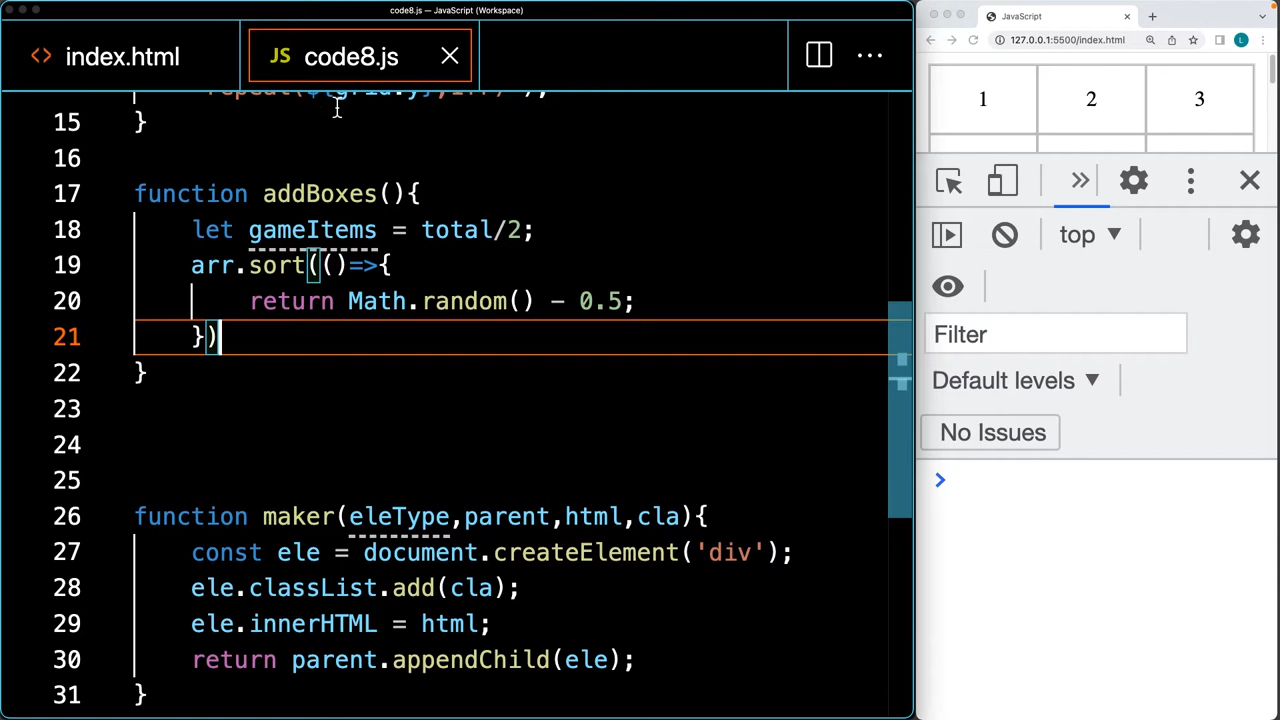 code8.js — JavaScript (Workspace)
index.html
JS code8.js
repeat(${grid.y},1fr)`);
15 }
16
17 function addBoxes(){
18 let gameItems = total/2;
19 arr.sort(()=>{
20 return Math.random() - 0.5;
21 })
22 }
23
24
25
26 function maker(eleType,parent,html,cla){
27 const ele = document.createElement('div');
28 ele.classList.add(cla);
29 ele.innerHTML = html;
30 return parent.appendChild(ele);
31 }
JavaScript
127.0.0.1:5500/index.html
L
1 2 3
top
Filter
Default levels
No Issues